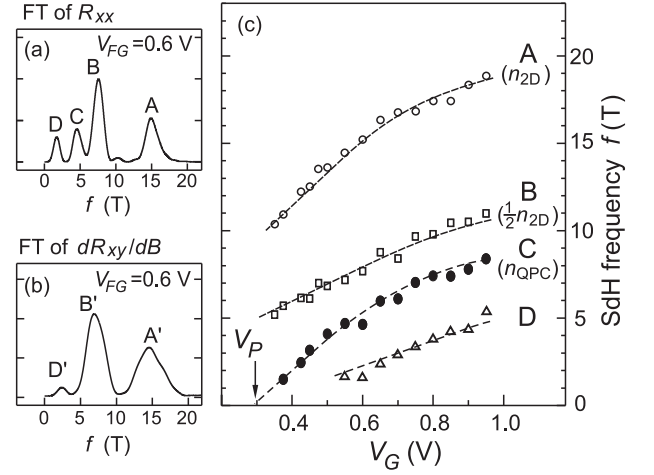 FT of Rxx
(a)
VFG=0.6 V
B
A
D
C
0 5 10 15 20
f (T)
FT of dRxy/dB
(b)
VFG=0.6 V
B'
A'
D'
0 5 10 15 20
f (T)
(c)
A
(n2D)
B
(½n2D)
C
(nQPC)
D
VP
0.4 0.6 0.8 1.0
VG (V)
20
15
10
5
0
SdH frequency f (T)